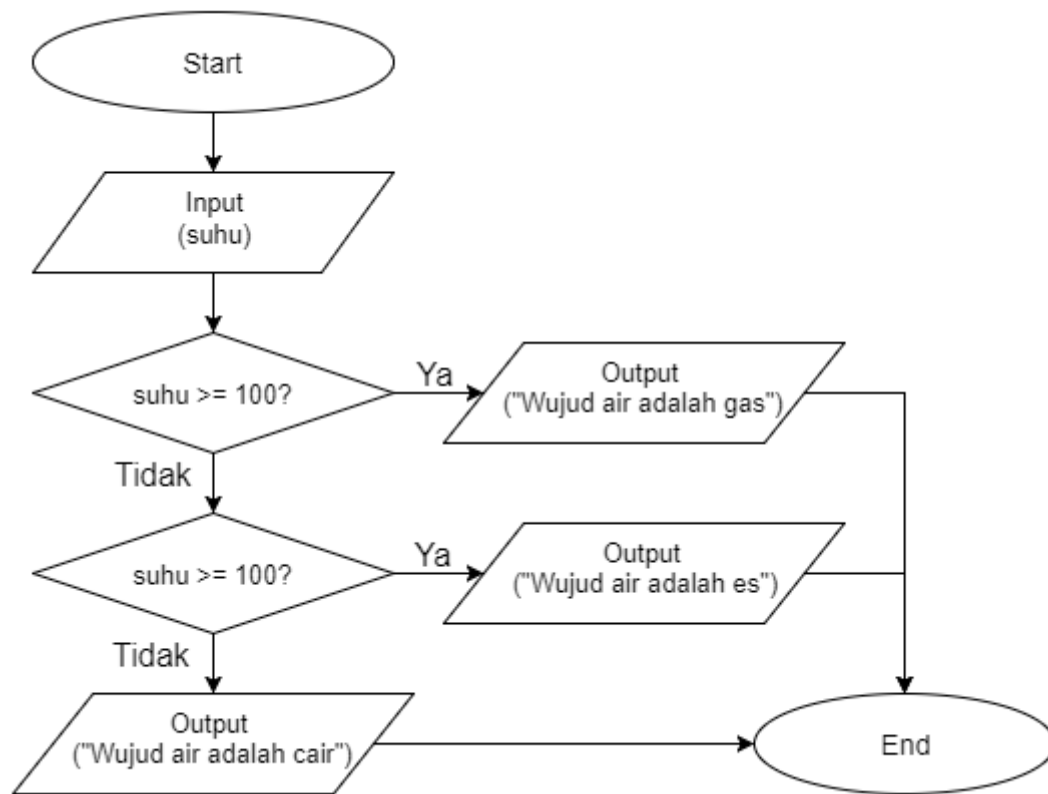 Start
Input
(suhu)
suhu >= 100?
Ya
Output
("Wujud air adalah gas")
Tidak
suhu >= 100?
Ya
Output
("Wujud air adalah es")
Tidak
Output
("Wujud air adalah cair")
End